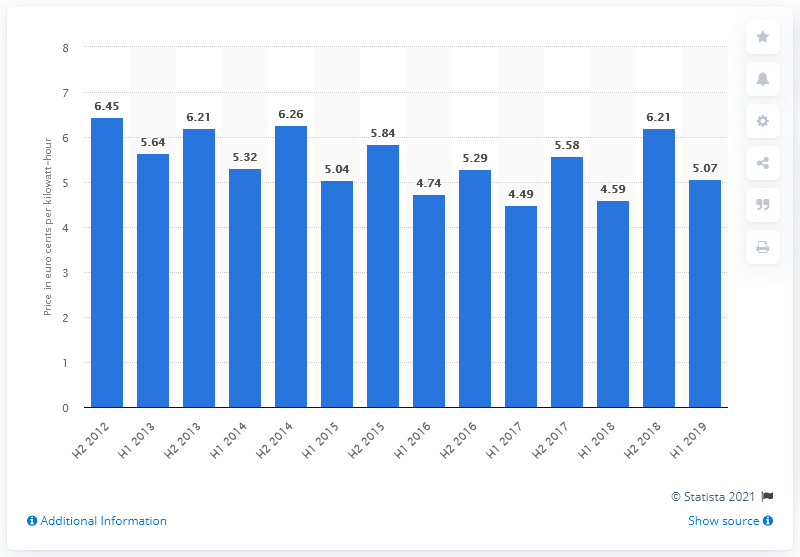 8
7
6
5
4
3
2
1
0
Price in euro cents per kilowatt-hour
6.45
5.64
6.21
5.32
6.26
5.04
5.84
4.74
5.29
4.49
5.58
4.59
6.21
5.07
H2 2012
H1 2013
H2 2013
H1 2014
H2 2014
H1 2015
H2 2015
H1 2016
H2 2016
H1 2017
H2 2017
H1 2018
H2 2018
H1 2019
© Statista 2021
Additional Information
Show source